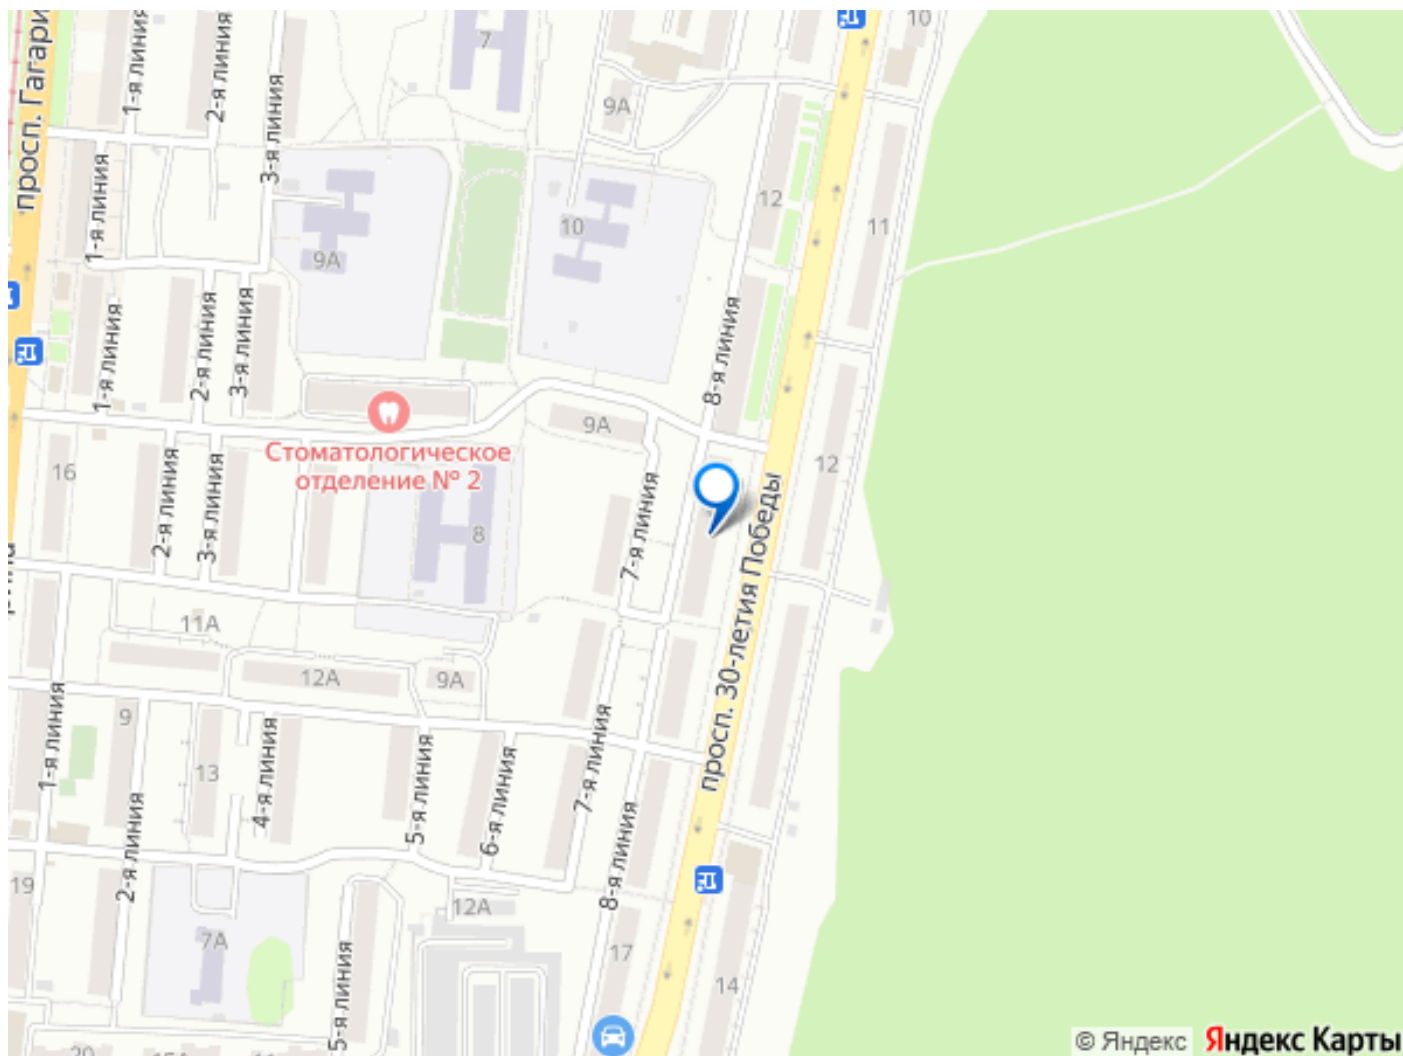 просп. Гагари
1-я линия
2-я линия
3-я линия
7
10
9А
1-я линия
9А
10
12
11
1-я линия
2-я линия
3-я линия
8-я линия
9А
Стоматологическое
отделение № 2
16
12
2-я линия
3-я линия
8
7-я линия
просп. 30-летия Победы
11А
12А
9А
1-я линия
9
13
4-я линия
5-я линия
6-я линия
7-я линия
8-я линия
2-я линия
19
12А
7А
17
14
5-я линия
© Яндекс Яндекс Карты